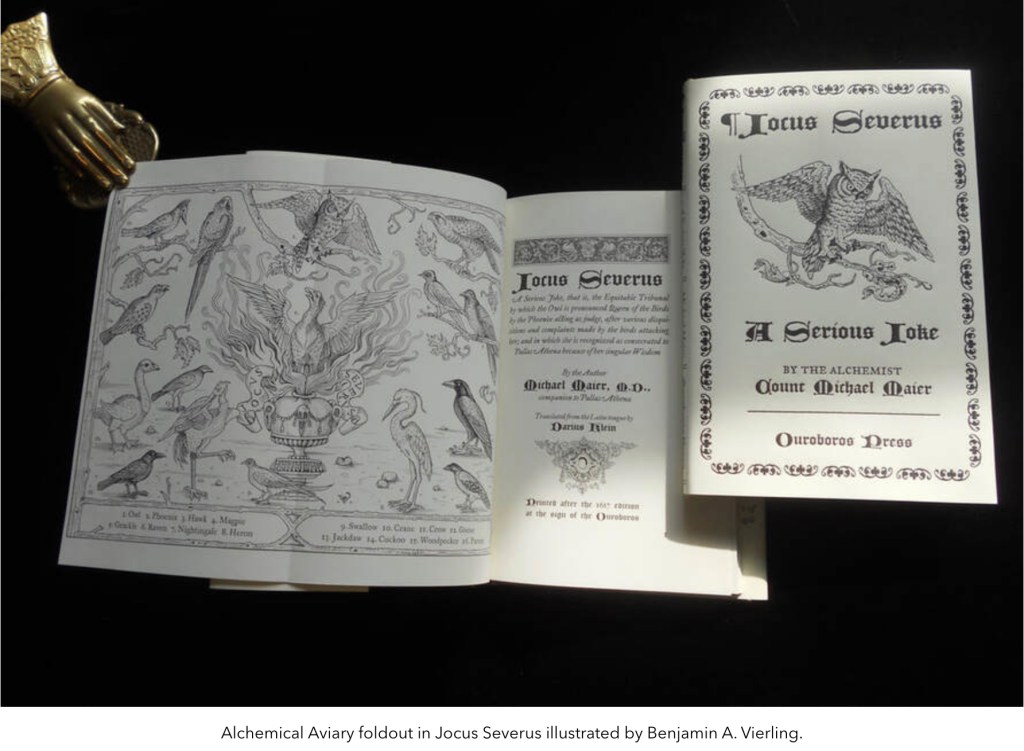 1. Owl 2. Phoenix 3. Hawk 4. Magpie
5. Grackle 6. Raven 7. Nightingale 8. Heron
9. Swallow 10. Crane 11. Crow 12. Goose
13. Jackdaw 14. Cuckoo 15. Woodpecker 16. Parrot
JOCUS
SEVERUS
Jocus Severus
A Serious Joke, that is, the Equitable Tribunal
by which the Owl is pronounced Queen of the Birds
by the Phoenix acting as judge, after various disqui-
sitions and complaints made by the birds attacking
her; and in which she is recognized as consecrated to
Pallas Athena because of her singular Wisdom
By the Author
Michael Maier, M.D.,
companion to Pallas Athena
Translated from the Latin tongue by
Darius Klein
Printed after the 1617 edition
at the sign of the Ouroboros
¶Jocus Severus
A Serious Joke
BY THE ALCHEMIST
Count Michael Maier
Ouroboros Press
Alchemical Aviary foldout in Jocus Severus illustrated by Benjamin A. Vierling.